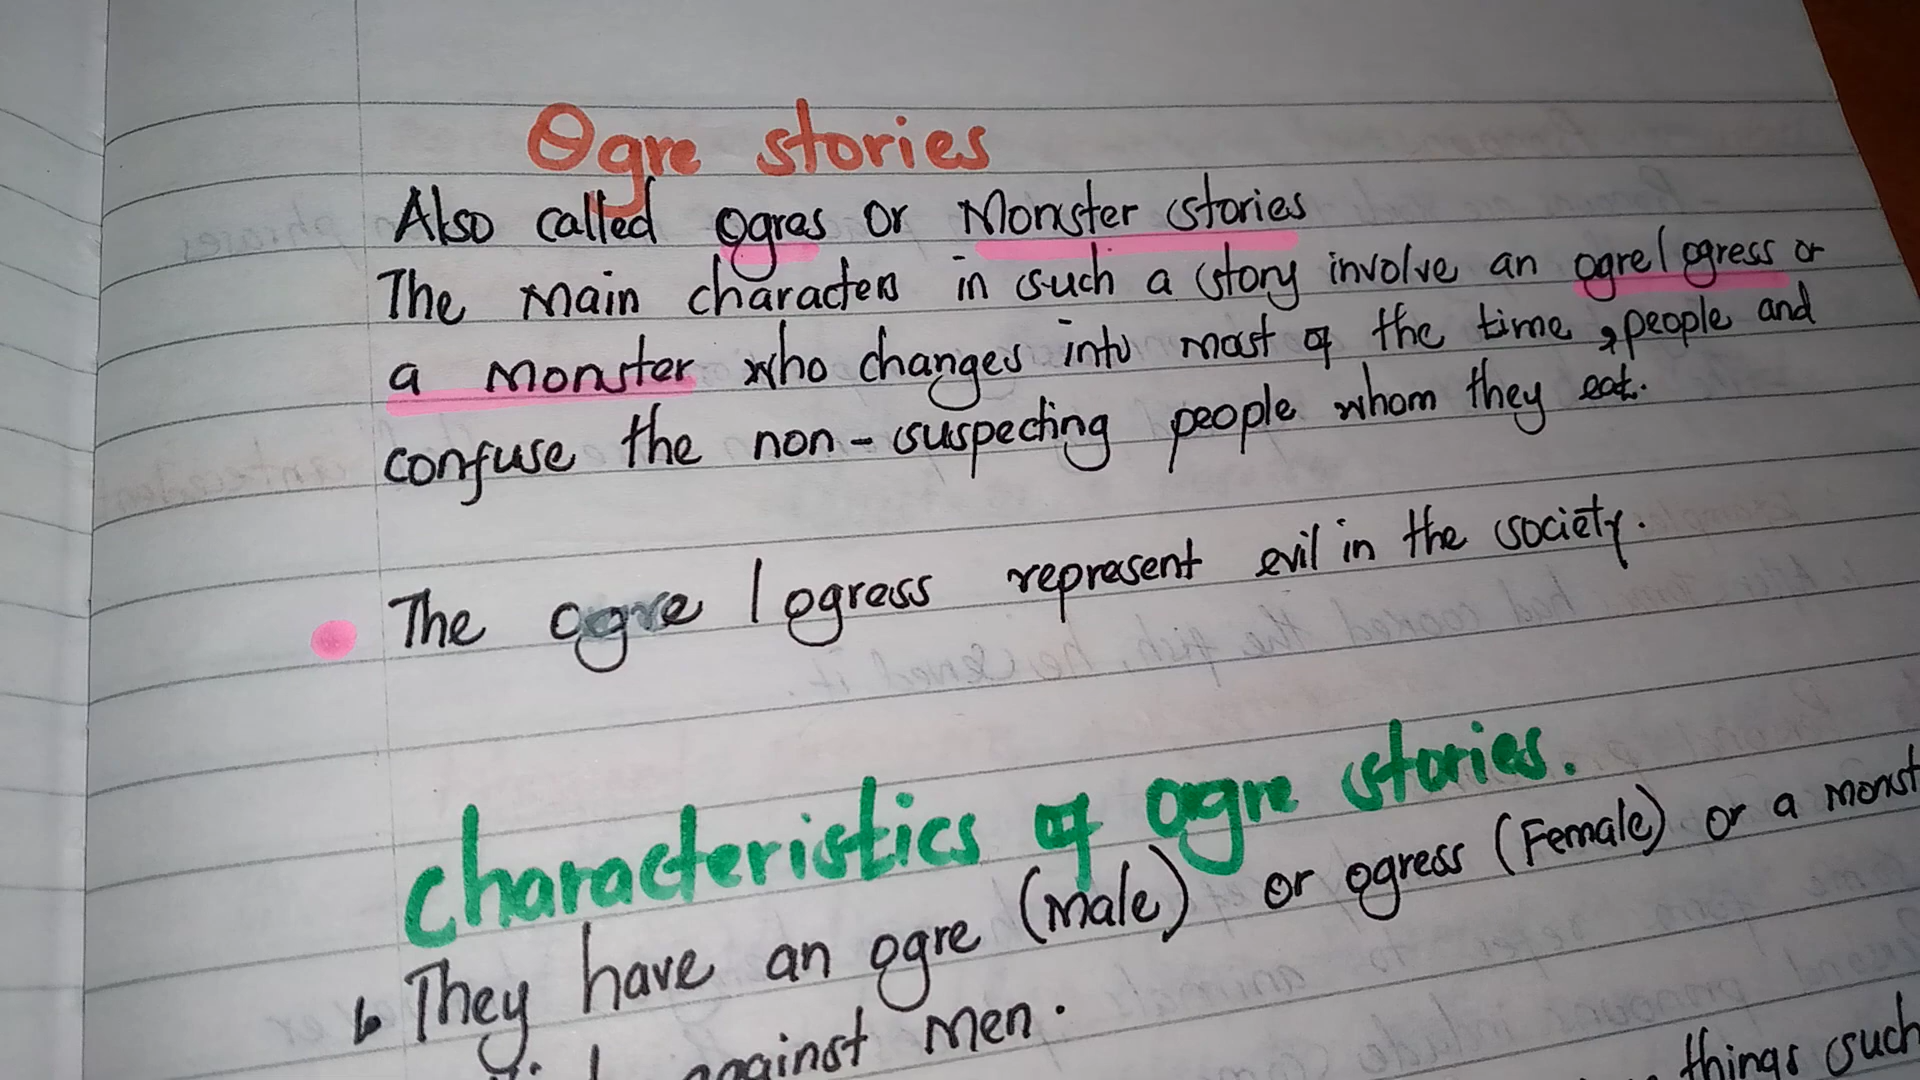 Ogre stories
Also called ogres or Monster stories
The main characters in such a story involve an ogre/ogress or
a monster who changes into most of the time, people and
confuse the non-suspecting people whom they eat.
The ogre / ogress represent evil in the society.
Characteristics of ogre stories.
They have an ogre (male) or ogress (Female) or a monst
against men.
things such